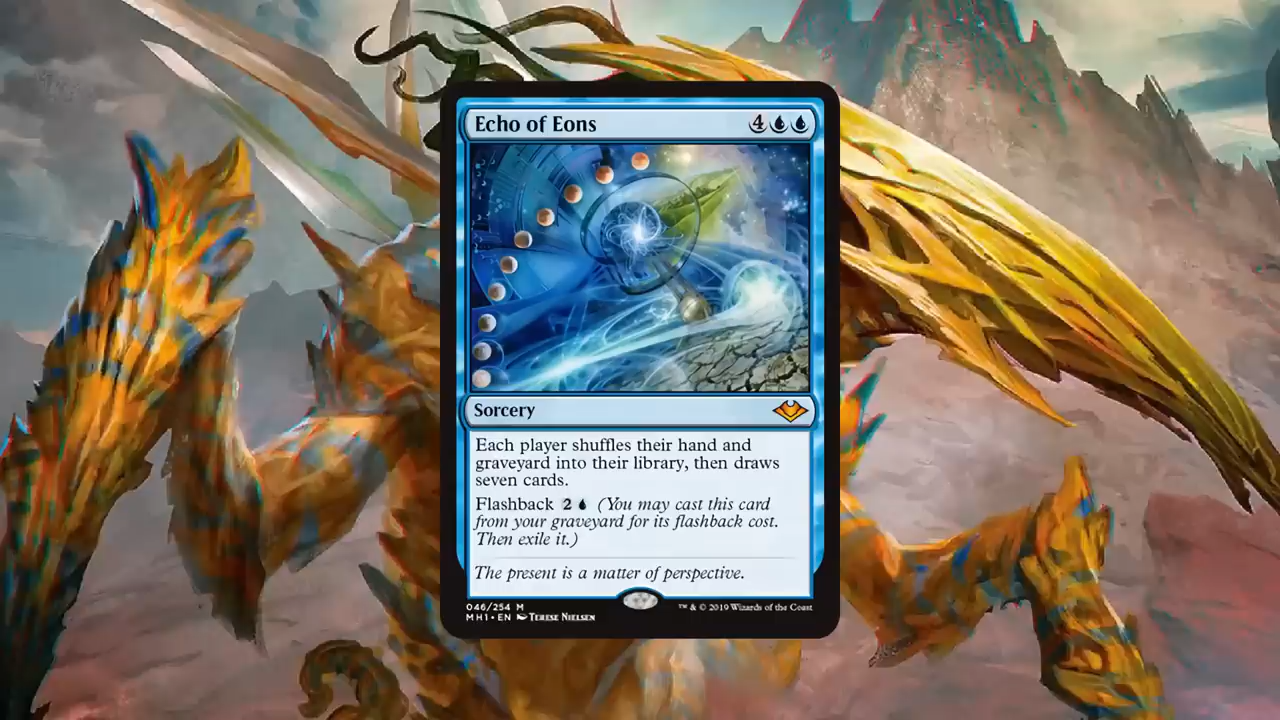 Echo of Eons 4
Sorcery
Each player shuffles their hand and
graveyard into their library, then draws
seven cards.
Flashback 2 (You may cast this card
from your graveyard for its flashback cost.
Then exile it.)
The present is a matter of perspective.
046/254 M
MH1 • EN Terese Nielsen
™ & © 2019 Wizards of the Coast